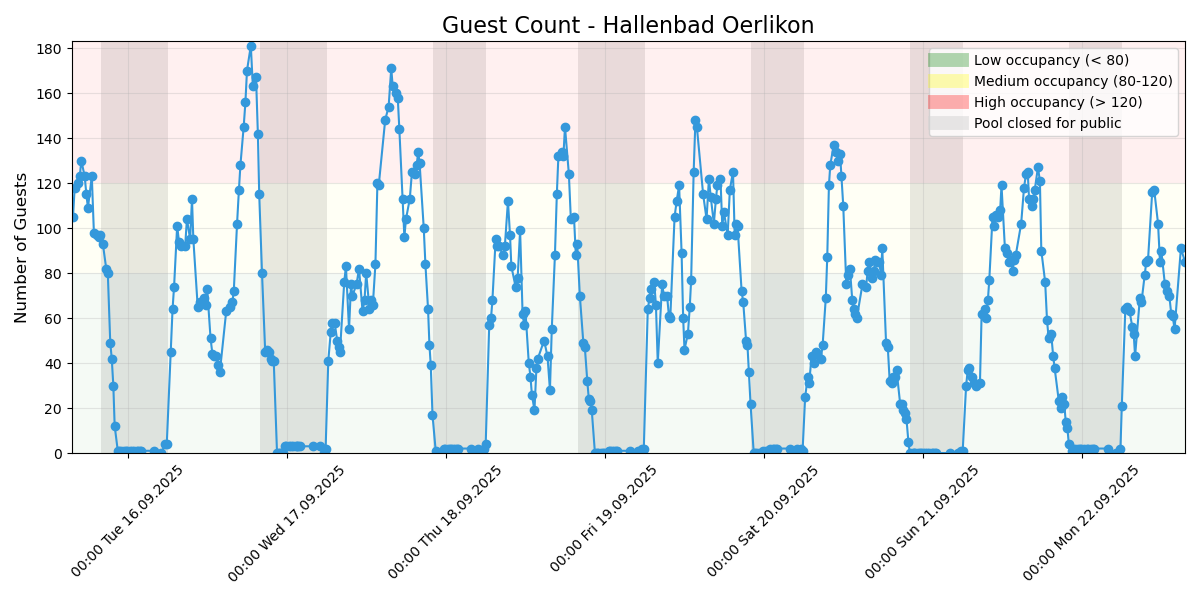 Guest Count - Hallenbad Oerlikon
Number of Guests
180
160
140
120
100
80
60
40
20
0
Low occupancy (< 80)
Medium occupancy (80-120)
High occupancy (> 120)
Pool closed for public
00:00 Tue 16.09.2025
00:00 Wed 17.09.2025
00:00 Thu 18.09.2025
00:00 Fri 19.09.2025
00:00 Sat 20.09.2025
00:00 Sun 21.09.2025
00:00 Mon 22.09.2025